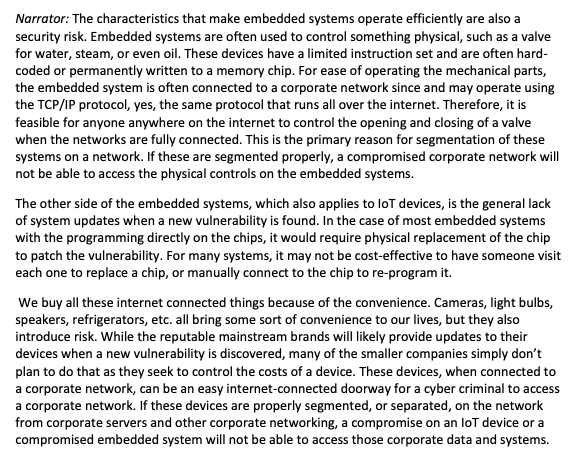 Narrator: The characteristics that make embedded systems operate efficiently are also a
security risk. Embedded systems are often used to control something physical, such as a valve
for water, steam, or even oil. These devices have a limited instruction set and are often hard-
coded or permanently written to a memory chip. For ease of operating the mechanical parts,
the embedded system is often connected to a corporate network since and may operate using
the TCP/IP protocol, yes, the same protocol that runs all over the internet. Therefore, it is
feasible for anyone anywhere on the internet to control the opening and closing of a valve
when the networks are fully connected. This is the primary reason for segmentation of these
systems on a network. If these are segmented properly, a compromised corporate network will
not be able to access the physical controls on the embedded systems.
The other side of the embedded systems, which also applies to IoT devices, is the general lack
of system updates when a new vulnerability is found. In the case of most embedded systems
with the programming directly on the chips, it would require physical replacement of the chip
to patch the vulnerability. For many systems, it may not be cost-effective to have someone visit
each one to replace a chip, or manually connect to the chip to re-program it.
We buy all these internet connected things because of the convenience. Cameras, light bulbs,
speakers, refrigerators, etc. all bring some sort of convenience to our lives, but they also
introduce risk. While the reputable mainstream brands will likely provide updates to their
devices when a new vulnerability is discovered, many of the smaller companies simply don't
plan to do that as they seek to control the costs of a device. These devices, when connected to
a corporate network, can be an easy internet-connected doorway for a cyber criminal to access
a corporate network. If these devices are properly segmented, or separated, on the network
from corporate servers and other corporate networking, a compromise on an IoT device or a
compromised embedded system will not be able to access those corporate data and systems.